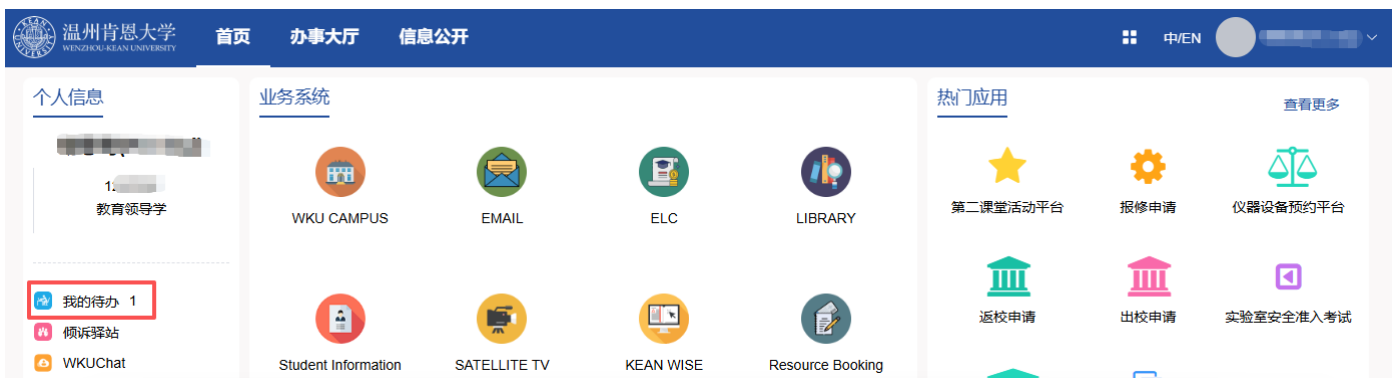 温州肯恩大学
WENZHOU-KEAN UNIVERSITY
首页 办事大厅 信息公开
中/EN
个人信息
教育领导学
我的待办 1
倾诉驿站
WKUChat
业务系统
WKU CAMPUS EMAIL ELC LIBRARY
Student Information SATELLITE TV KEAN WISE Resource Booking
热门应用 查看更多
第二课堂活动平台 报修申请 仪器设备预约平台
返校申请 出校申请 实验室安全准入考试